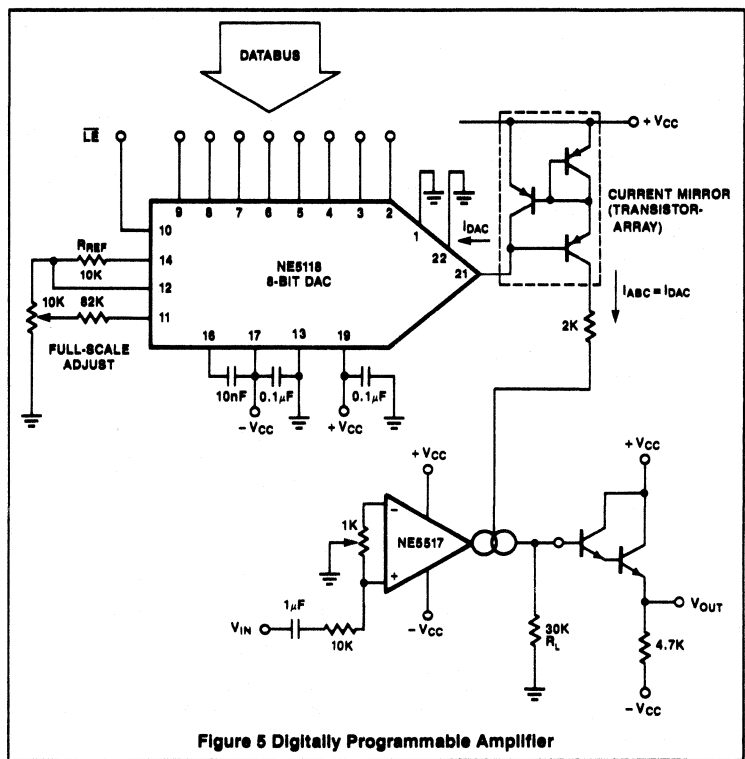 DATABUS
LE
9 8 7 6 5 4 3 2
+ VCC
CURRENT MIRROR
(TRANSISTOR-
ARRAY)
IDAC
1
22
21
10
RREF
14
10K
NE5118
8-BIT DAC
12
10K
82K
11
IABC = IDAC
2K
FULL-SCALE
ADJUST
16 17 13 19
10nF
0.1µF
0.1µF
– VCC
+ VCC
+ VCC
+ VCC
1K
–
NE5517
+
VOUT
1µF
VIN
10K
– VCC
30K
RL
4.7K
– VCC
Figure 5 Digitally Programmable Amplifier